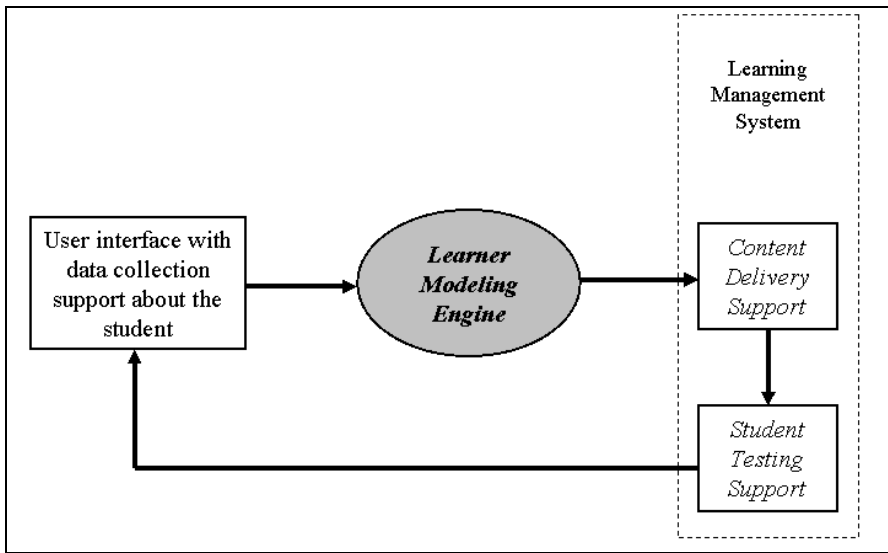 Learning
Management
System
User interface with
data collection
support about the
student
Learner
Modeling
Engine
Content
Delivery
Support
Student
Testing
Support